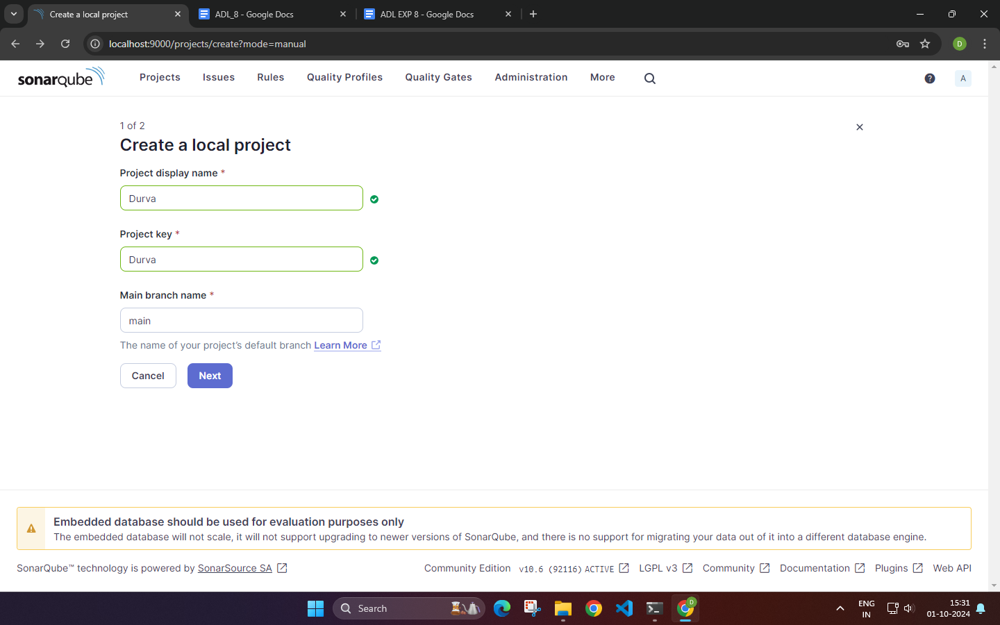 Create a local project
ADL_8 - Google Docs
ADL EXP 8 - Google Docs
localhost:9000/projects/create?mode=manual
D
sonarqube
Projects
Issues
Rules
Quality Profiles
Quality Gates
Administration
More
?
A
1 of 2
Create a local project
Project display name *
Durva
Project key *
Durva
Main branch name *
main
The name of your project's default branch Learn More
Cancel
Next
Embedded database should be used for evaluation purposes only
The embedded database will not scale, it will not support upgrading to newer versions of SonarQube, and there is no support for migrating your data out of it into a different database engine.
SonarQube™ technology is powered by SonarSource SA
Community Edition v10.6 (92116) ACTIVE LGPL v3 Community Documentation Plugins Web API
Search
D
ENG
IN
15:31
01-10-2024